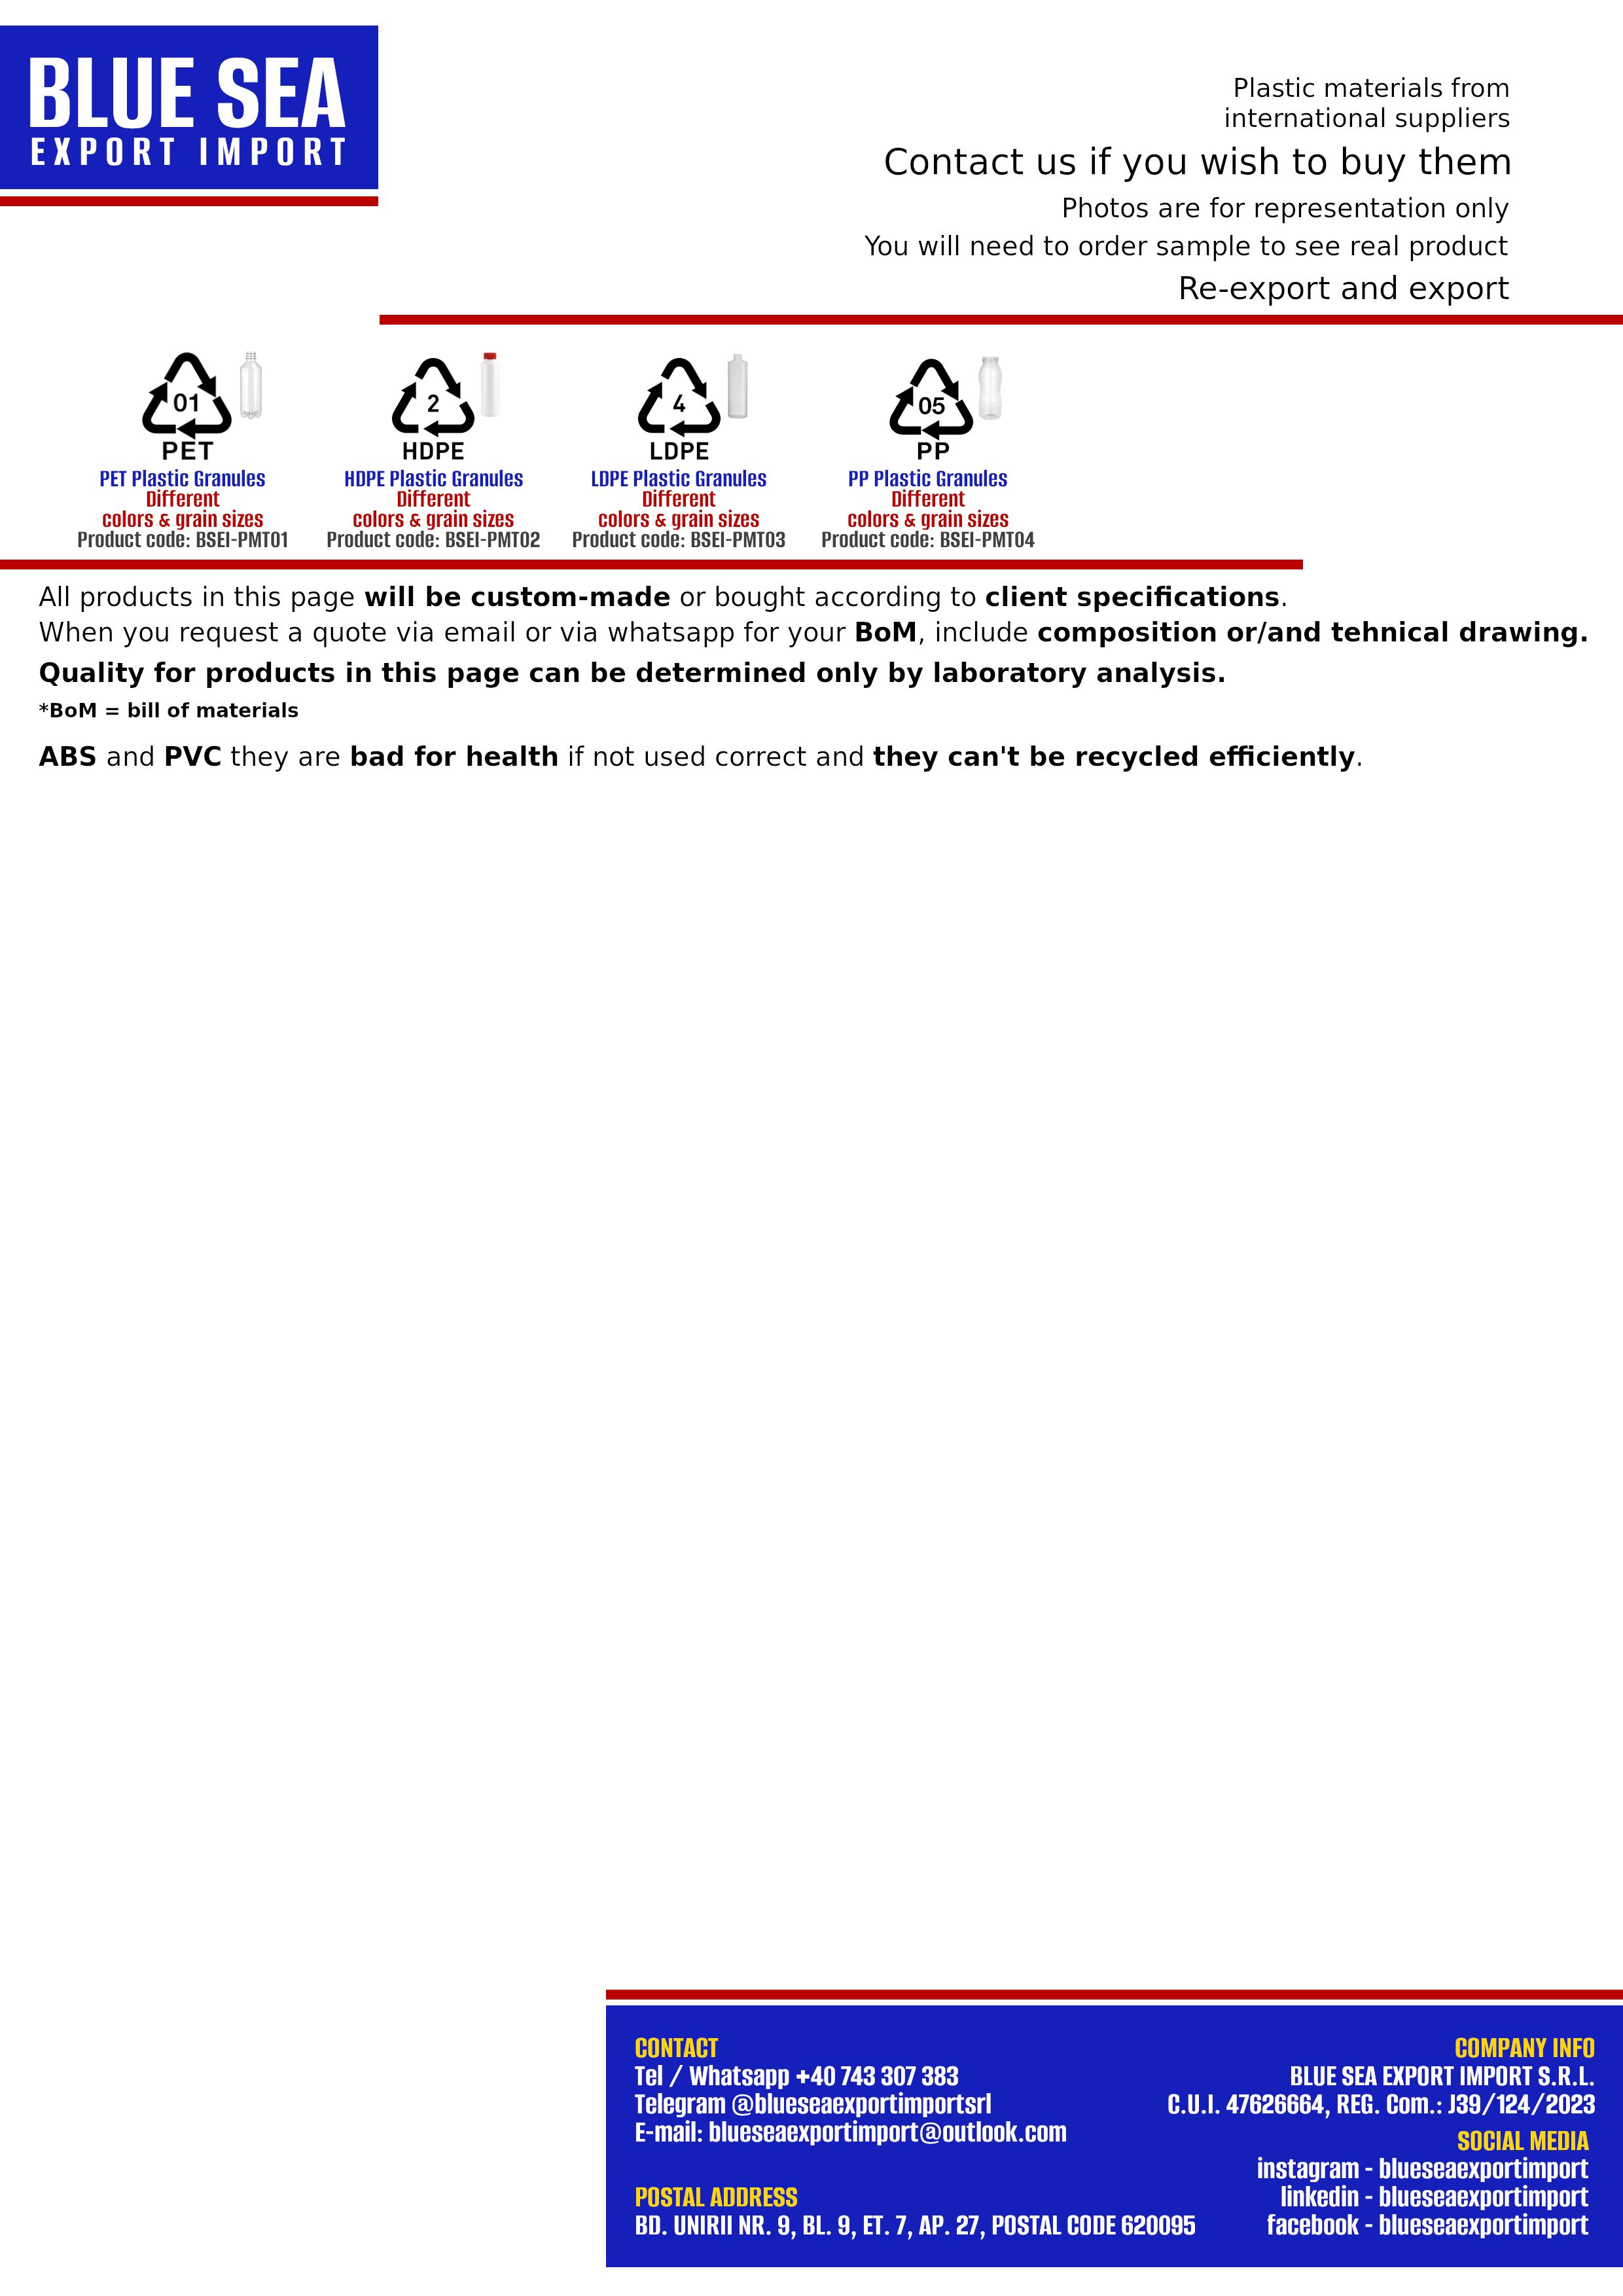 BLUE SEA
EXPORT IMPORT
Plastic materials from
international suppliers
Contact us if you wish to buy them
Photos are for representation only
You will need to order sample to see real product
Re-export and export
01
PET
PET Plastic Granules
Different
colors & grain sizes
Product code: BSEI-PMT01
2
HDPE
HDPE Plastic Granules
Different
colors & grain sizes
Product code: BSEI-PMT02
4
LDPE
LDPE Plastic Granules
Different
colors & grain sizes
Product code: BSEI-PMT03
05
PP
PP Plastic Granules
Different
colors & grain sizes
Product code: BSEI-PMT04
All products in this page will be custom-made or bought according to client specifications.
When you request a quote via email or via whatsapp for your BoM, include composition or/and tehnical drawing.
Quality for products in this page can be determined only by laboratory analysis.
*BoM = bill of materials
ABS and PVC they are bad for health if not used correct and they can't be recycled efficiently.
CONTACT
Tel / Whatsapp +40 743 307 383
Telegram @blueseaexportimportsrl
E-mail: blueseaexportimport@outlook.com
POSTAL ADDRESS
BD. UNIRII NR. 9, BL. 9, ET. 7, AP. 27, POSTAL CODE 620095
COMPANY INFO
BLUE SEA EXPORT IMPORT S.R.L.
C.U.I. 47626664, REG. Com.: J39/124/2023
SOCIAL MEDIA
instagram - blueseaexportimport
linkedin - blueseaexportimport
facebook - blueseaexportimport